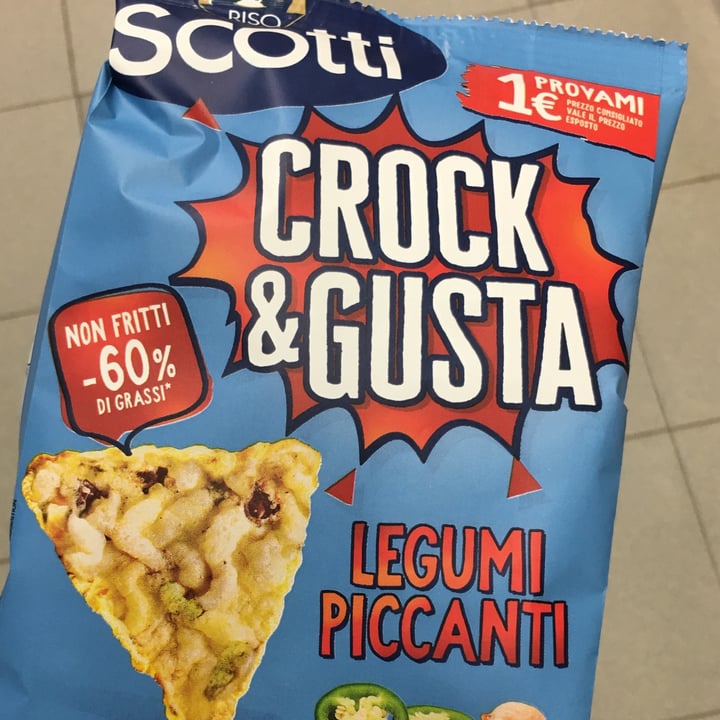 RISO
Scotti
1€ PROVAMI
PREZZO CONSIGLIATO
VALE IL PREZZO
ESPOSTO
CROCK
&GUSTA
NON FRITTI
-60%
DI GRASSI*
LEGUMI
PICCANTI